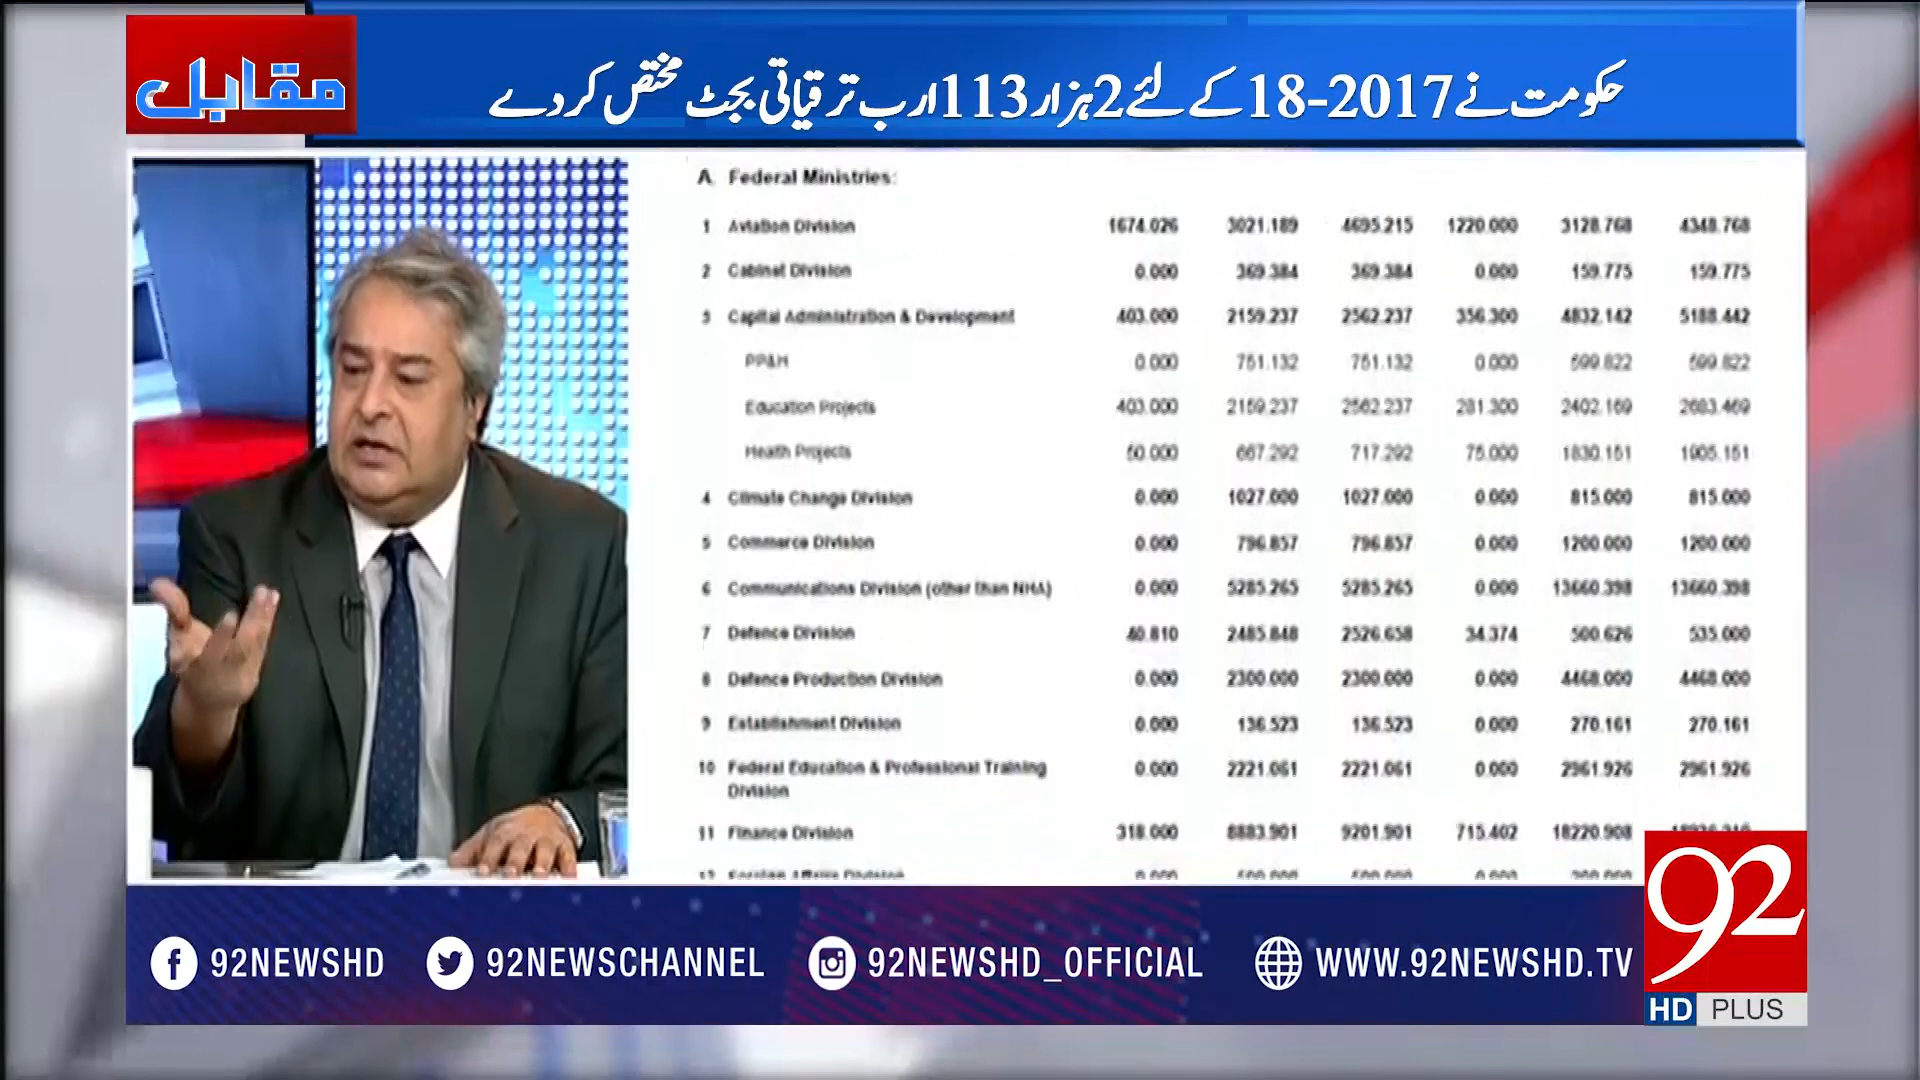 مقابل
حکومت نے 2017-18 کے لئے 2 ہزار 113 ارب ترقیاتی بجٹ مختص کر دے
A. Federal Ministries:
1 Aviation Division 1674.026 3021.189 4695.215 1220.000 3128.768 4348.768
2 Cabinet Division 0.000 369.384 369.384 0.000 159.775 159.775
3 Capital Administration & Development 403.000 2159.237 2562.237 356.300 4832.142 5188.442
PP&H 0.000 751.132 751.132 0.000 599.822 599.822
Education Projects 403.000 2159.237 2562.237 281.300 2402.169 2683.469
Health Projects 50.000 667.292 717.292 75.000 1830.151 1905.151
4 Climate Change Division 0.000 1027.000 1027.000 0.000 815.000 815.000
5 Commerce Division 0.000 796.857 796.857 0.000 1200.000 1200.000
6 Communications Division (other than NHA) 0.000 5285.265 5285.265 0.000 13660.398 13660.398
7 Defence Division 40.810 2485.848 2526.658 34.374 500.626 535.000
8 Defence Production Division 0.000 2300.000 2300.000 0.000 4468.000 4468.000
9 Establishment Division 0.000 136.523 136.523 0.000 270.161 270.161
10 Federal Education & Professional Training 0.000 2221.061 2221.061 0.000 2961.926 2961.926
Division
11 Finance Division 318.000 8883.901 9201.901 715.402 18220.908
92NEWSHD
92NEWSCHANNEL
92NEWSHD_OFFICIAL
WWW.92NEWSHD.TV
92
HD PLUS